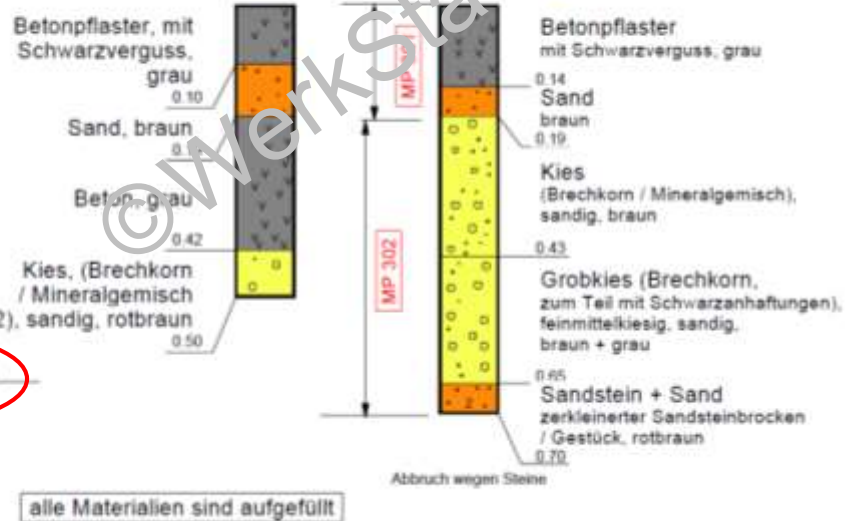 Betonpflaster, mit
Schwarzverguss,
grau
0.10
Sand, braun
Beton, grau
0.42
Kies, (Brechkorn
/ Mineralgemisch
2), sandig, rotbraun
0.50
MP
MP 302
Betonpflaster
mit Schwarzverguss, grau
0.14
Sand
braun
0.19
Kies
(Brechkorn / Mineralgemisch),
sandig, braun
0.43
Grobkies (Brechkorn,
zum Teil mit Schwarzanhaftungen),
feinmittelkiesig, sandig,
braun + grau
0.65
Sandstein + Sand
zerkleinerter Sandsteinbrocken
/ Gestück, rotbraun
0.70
Abbruch wegen Steine
alle Materialien sind aufgefüllt
©WerkSta